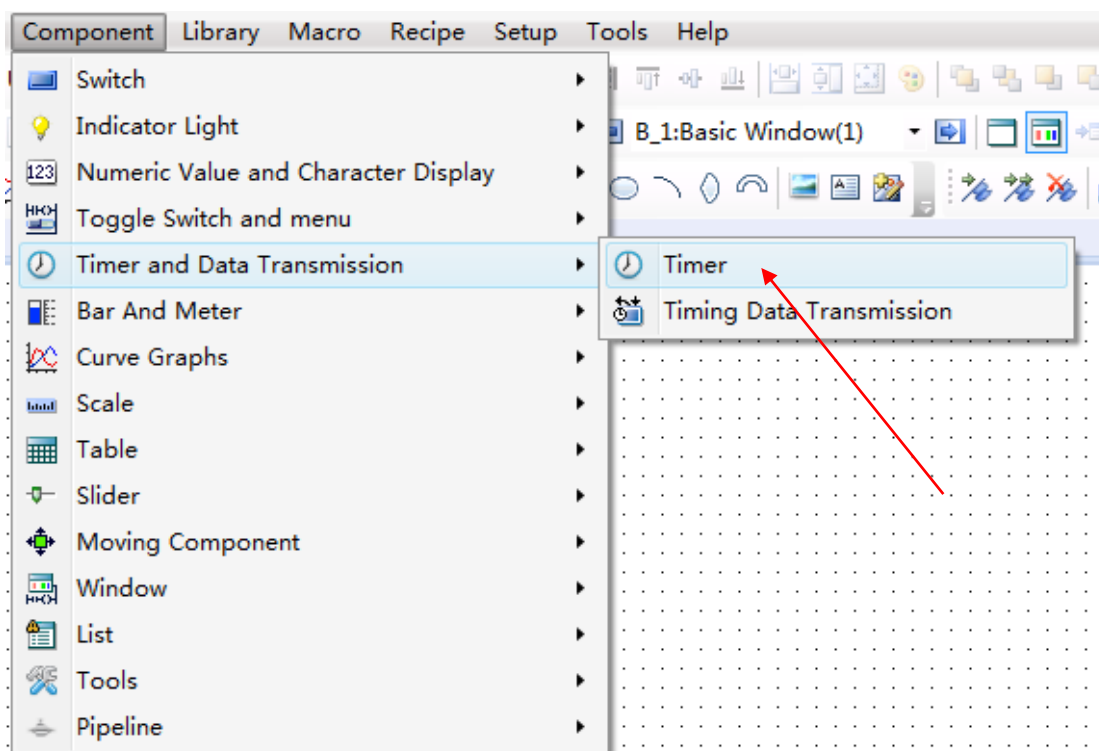 Component Library Macro Recipe Setup Tools Help
Switch
Indicator Light
B_1:Basic Window(1)
123 Numeric Value and Character Display
Toggle Switch and menu
Timer and Data Transmission
Timer
Bar And Meter
Timing Data Transmission
Curve Graphs
Scale
Table
Slider
Moving Component
Window
List
Tools
Pipeline